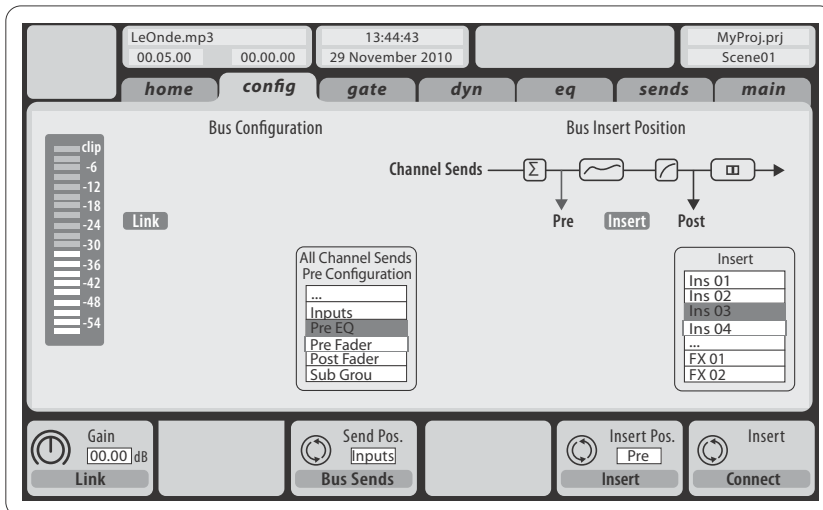 LeOnde.mp3
00.05.00 00.00.00
13:44:43
29 November 2010
MyProj.prj
Scene01
home config gate dyn eq sends main
Bus Configuration
Bus Insert Position
clip
-6
-12
-18
-24
-30
-36
-42
-48
-54
Link
Channel Sends Σ
Pre Insert Post
All Channel Sends
Pre Configuration
...
Inputs
Pre EQ
Pre Fader
Post Fader
Sub Grou
Insert
Ins 01
Ins 02
Ins 03
Ins 04
...
FX 01
FX 02
Gain
00.00 dB
Link
Send Pos.
Inputs
Bus Sends
Insert Pos.
Pre
Insert
Insert
Connect